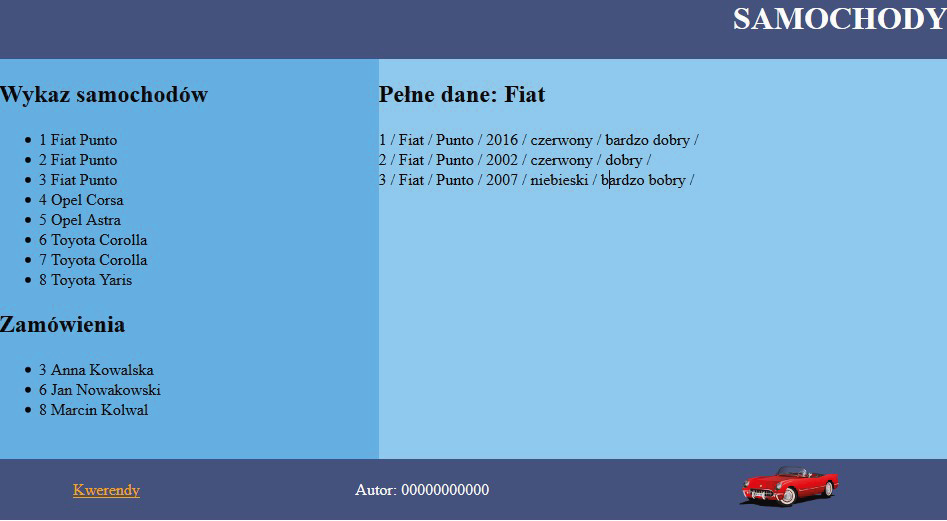 SAMOCHODY
Wykaz samochodów
1 Fiat Punto
2 Fiat Punto
3 Fiat Punto
4 Opel Corsa
5 Opel Astra
6 Toyota Corolla
7 Toyota Corolla
8 Toyota Yaris
Zamówienia
3 Anna Kowalska
6 Jan Nowakowski
8 Marcin Kolwal
Pełne dane: Fiat
1 / Fiat / Punto / 2016 / czerwony / bardzo dobry /
2 / Fiat / Punto / 2002 / czerwony / dobry /
3 / Fiat / Punto / 2007 / niebieski / bardzo bobry /
Kwerendy
Autor: 00000000000